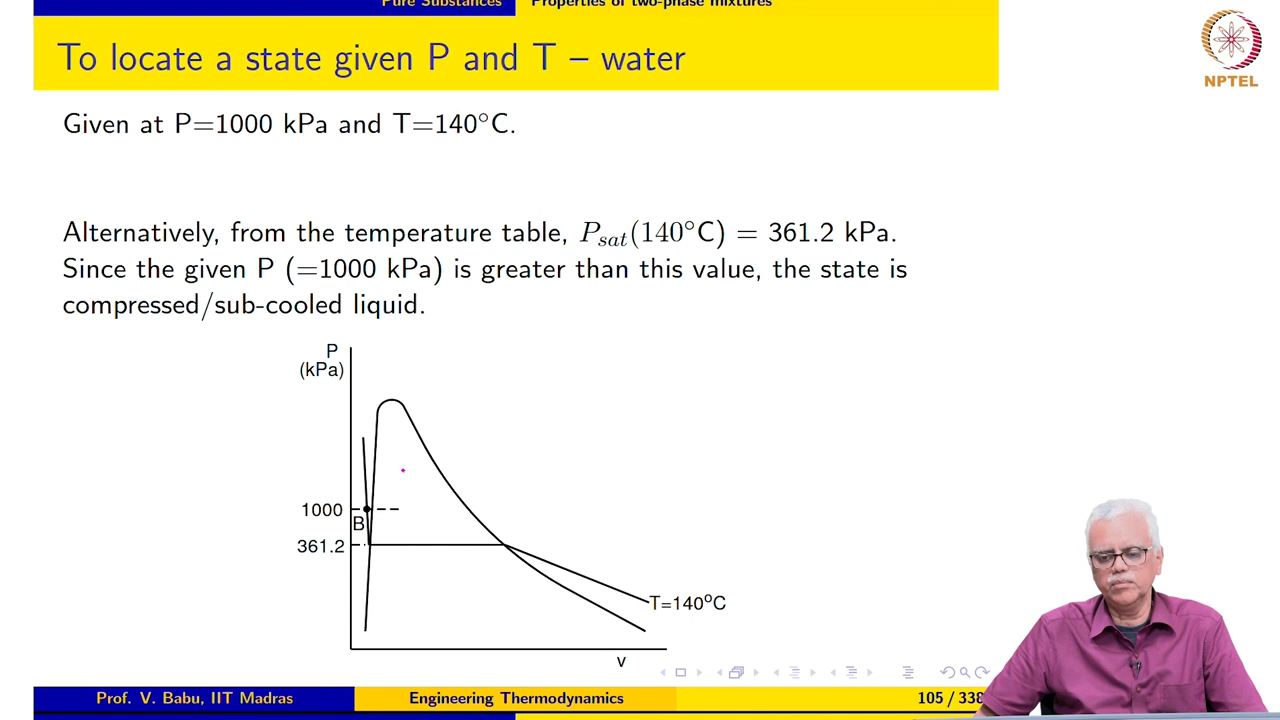 Pure Substances Properties of two-phase mixtures
To locate a state given P and T – water
NPTEL
Given at P=1000 kPa and T=140°C.
Alternatively, from the temperature table, P_sat(140°C) = 361.2 kPa.
Since the given P (=1000 kPa) is greater than this value, the state is
compressed/sub-cooled liquid.
P
(kPa)
1000
B
361.2
T=140°C
v
Prof. V. Babu, IIT Madras Engineering Thermodynamics 105 / 338